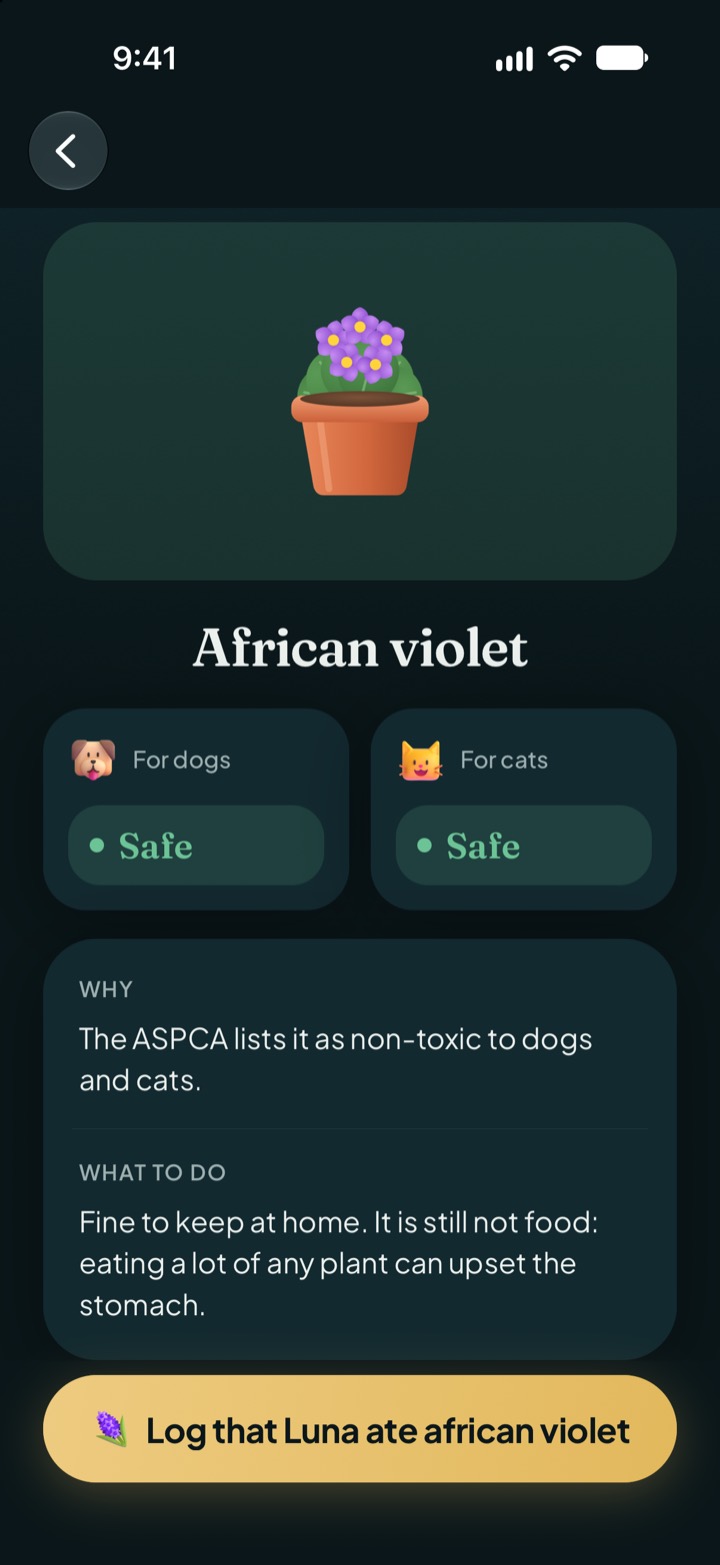 9:41
African violet
For dogs
For cats
Safe
Safe
WHY
The ASPCA lists it as non-toxic to dogs
and cats.
WHAT TO DO
Fine to keep at home. It is still not food:
eating a lot of any plant can upset the
stomach.
Log that Luna ate african violet